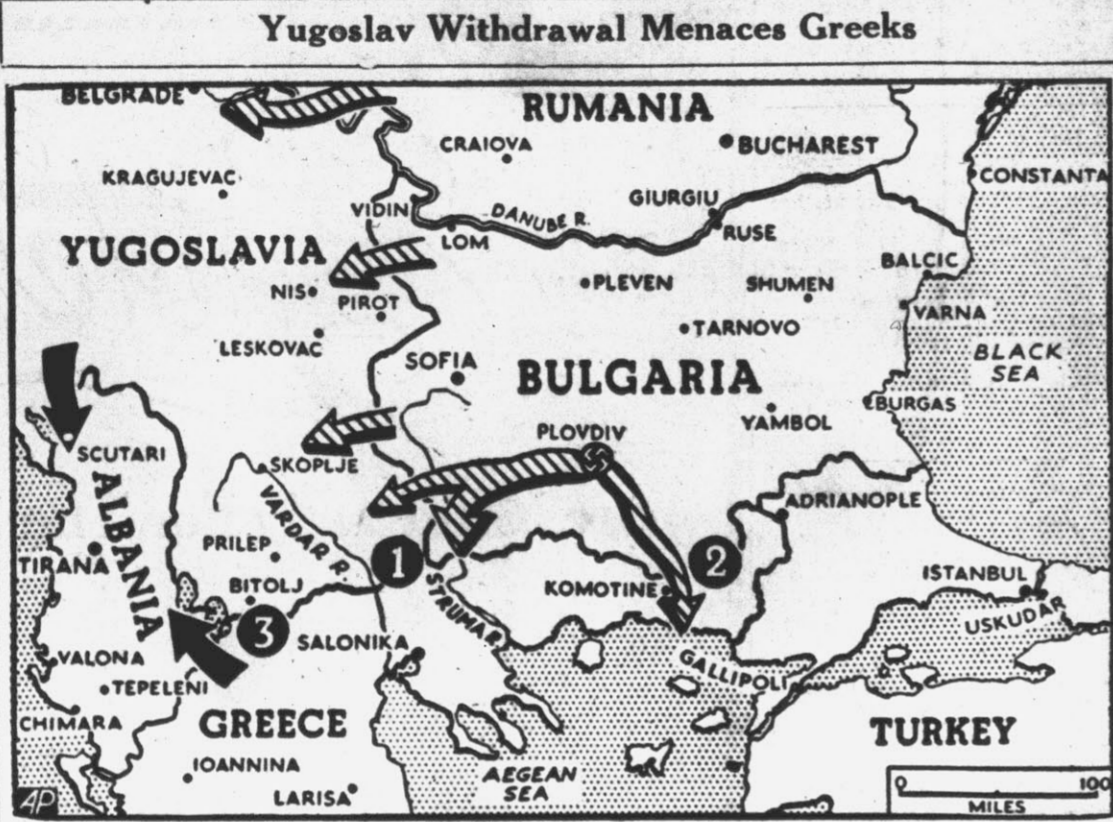 Yugoslav Withdrawal Menaces Greeks
BELGRADE
RUMANIA
CRAIOVA
BUCHAREST
KRAGUJEVAC
CONSTANTA
VIDIN
DANUBE R.
GIURGIU
LOM
RUSE
YUGOSLAVIA
BALCIC
NIS
PIROT
PLEVEN
SHUMEN
VARNA
LESKOVAC
TARNOVO
SOFIA
BULGARIA
BLACK
SEA
BURGAS
YAMBOL
PLOVDIV
SCUTARI
SKOPLJE
ALBANIA
VARDAR R.
ADRIANOPLE
PRILEP
1
2
TIRANA
BITOLJ
STRUMA R.
KOMOTINE
ISTANBUL
USKUDAR
3
SALONIKA
VALONA
GALLIPOLI
TEPELENI
CHIMARA
GREECE
TURKEY
IOANNINA
AEGEAN
SEA
LARISA
0 100
MILES
AP